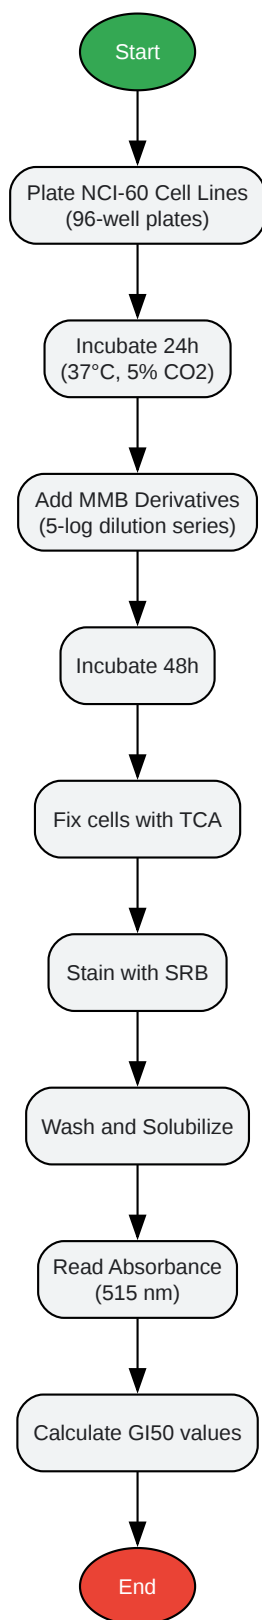 Start
Plate NCI-60 Cell Lines
(96-well plates)
Incubate 24h
(37°C, 5% CO2)
Add MMB Derivatives
(5-log dilution series)
Incubate 48h
Fix cells with TCA
Stain with SRB
Wash and Solubilize
Read Absorbance
(515 nm)
Calculate GI50 values
End